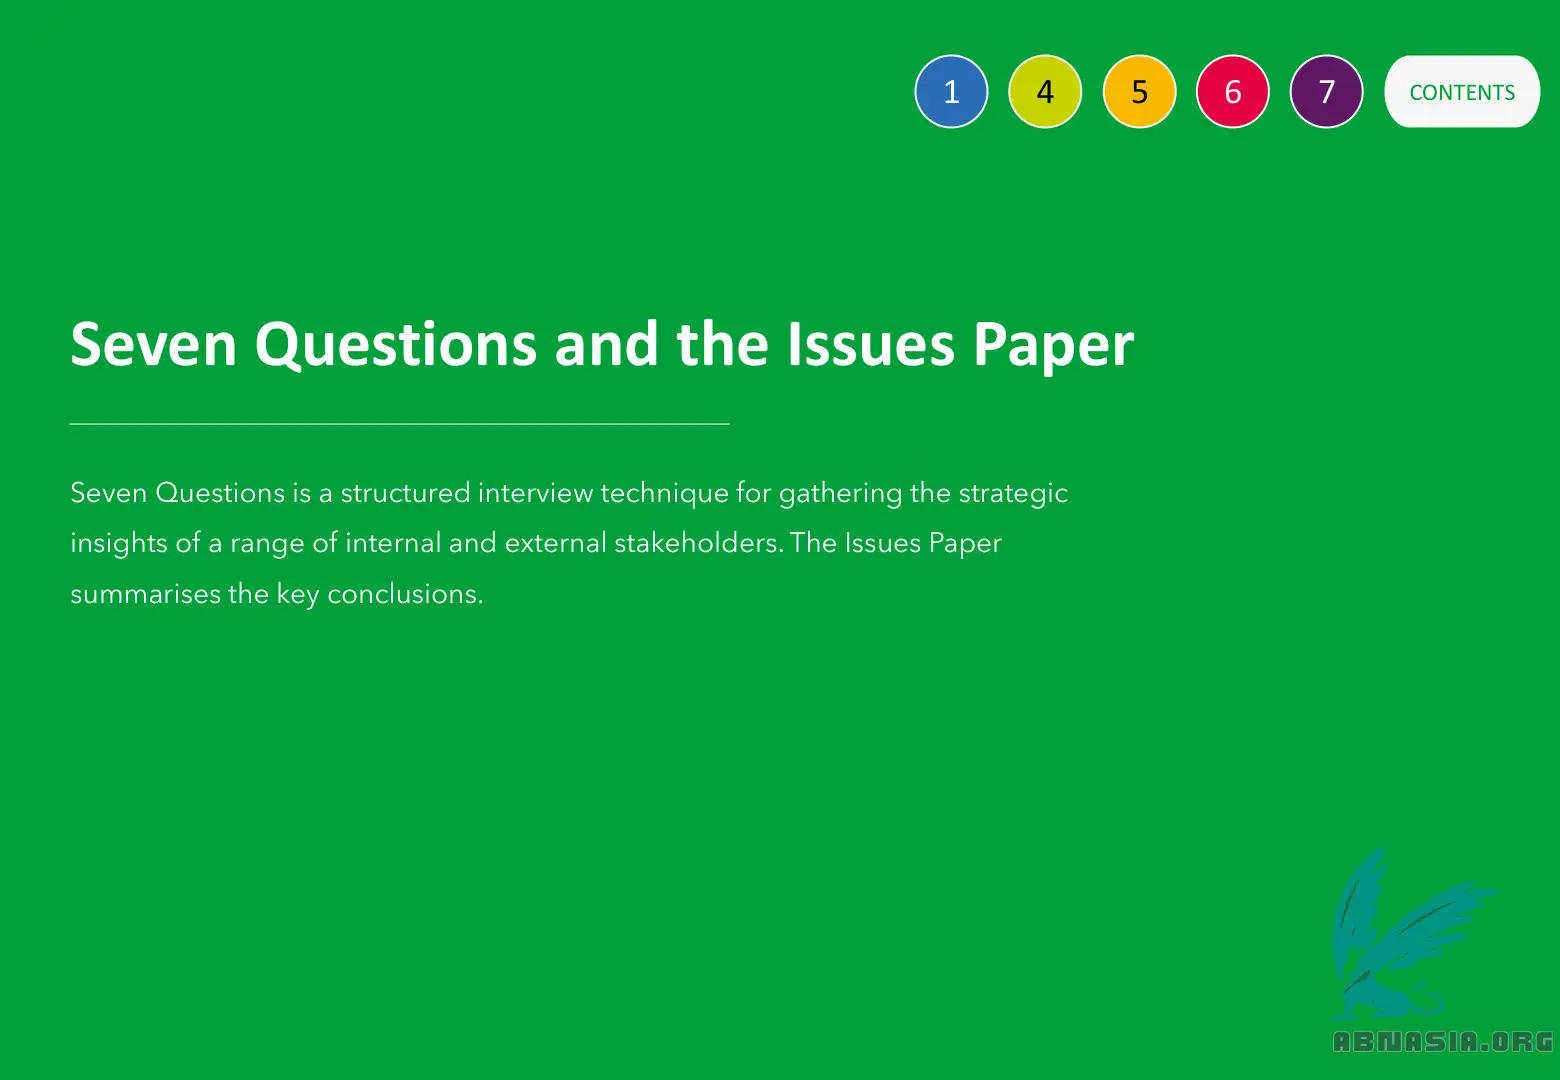 1 4 5 6 7 CONTENTS
Seven Questions and the Issues Paper
Seven Questions is a structured interview technique for gathering the strategic
insights of a range of internal and external stakeholders. The Issues Paper
summarises the key conclusions.
ABNASIA.ORG